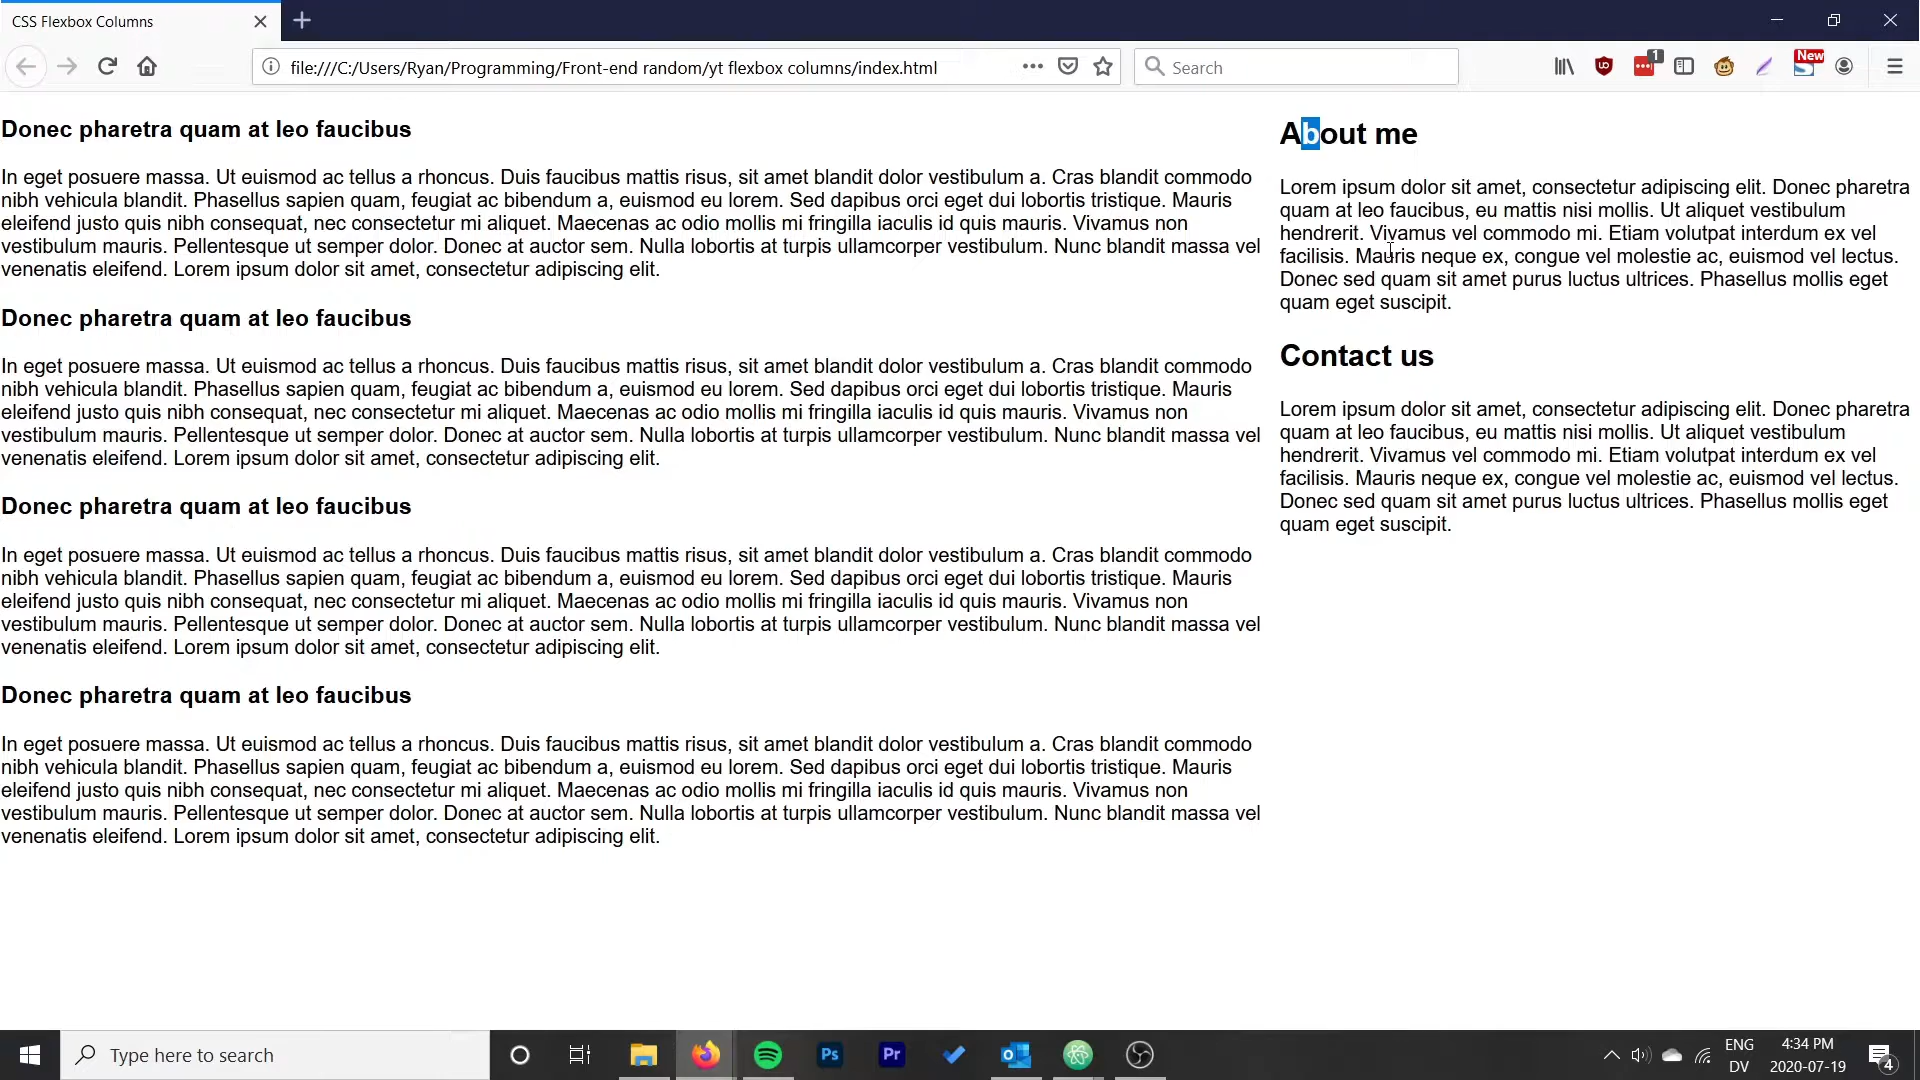 CSS Flexbox Columns
file:///C:/Users/Ryan/Programming/Front-end random/yt flexbox columns/index.html
Search
1
New
Donec pharetra quam at leo faucibus
In eget posuere massa. Ut euismod ac tellus a rhoncus. Duis faucibus mattis risus, sit amet blandit dolor vestibulum a. Cras blandit commodo
nibh vehicula blandit. Phasellus sapien quam, feugiat ac bibendum a, euismod eu lorem. Sed dapibus orci eget dui lobortis tristique. Mauris
eleifend justo quis nibh consequat, nec consectetur mi aliquet. Maecenas ac odio mollis mi fringilla iaculis id quis mauris. Vivamus non
vestibulum mauris. Pellentesque ut semper dolor. Donec at auctor sem. Nulla lobortis at turpis ullamcorper vestibulum. Nunc blandit massa vel
venenatis eleifend. Lorem ipsum dolor sit amet, consectetur adipiscing elit.
Donec pharetra quam at leo faucibus
In eget posuere massa. Ut euismod ac tellus a rhoncus. Duis faucibus mattis risus, sit amet blandit dolor vestibulum a. Cras blandit commodo
nibh vehicula blandit. Phasellus sapien quam, feugiat ac bibendum a, euismod eu lorem. Sed dapibus orci eget dui lobortis tristique. Mauris
eleifend justo quis nibh consequat, nec consectetur mi aliquet. Maecenas ac odio mollis mi fringilla iaculis id quis mauris. Vivamus non
vestibulum mauris. Pellentesque ut semper dolor. Donec at auctor sem. Nulla lobortis at turpis ullamcorper vestibulum. Nunc blandit massa vel
venenatis eleifend. Lorem ipsum dolor sit amet, consectetur adipiscing elit.
Donec pharetra quam at leo faucibus
In eget posuere massa. Ut euismod ac tellus a rhoncus. Duis faucibus mattis risus, sit amet blandit dolor vestibulum a. Cras blandit commodo
nibh vehicula blandit. Phasellus sapien quam, feugiat ac bibendum a, euismod eu lorem. Sed dapibus orci eget dui lobortis tristique. Mauris
eleifend justo quis nibh consequat, nec consectetur mi aliquet. Maecenas ac odio mollis mi fringilla iaculis id quis mauris. Vivamus non
vestibulum mauris. Pellentesque ut semper dolor. Donec at auctor sem. Nulla lobortis at turpis ullamcorper vestibulum. Nunc blandit massa vel
venenatis eleifend. Lorem ipsum dolor sit amet, consectetur adipiscing elit.
Donec pharetra quam at leo faucibus
In eget posuere massa. Ut euismod ac tellus a rhoncus. Duis faucibus mattis risus, sit amet blandit dolor vestibulum a. Cras blandit commodo
nibh vehicula blandit. Phasellus sapien quam, feugiat ac bibendum a, euismod eu lorem. Sed dapibus orci eget dui lobortis tristique. Mauris
eleifend justo quis nibh consequat, nec consectetur mi aliquet. Maecenas ac odio mollis mi fringilla iaculis id quis mauris. Vivamus non
vestibulum mauris. Pellentesque ut semper dolor. Donec at auctor sem. Nulla lobortis at turpis ullamcorper vestibulum. Nunc blandit massa vel
venenatis eleifend. Lorem ipsum dolor sit amet, consectetur adipiscing elit.
About me
Lorem ipsum dolor sit amet, consectetur adipiscing elit. Donec pharetra
quam at leo faucibus, eu mattis nisi mollis. Ut aliquet vestibulum
hendrerit. Vivamus vel commodo mi. Etiam volutpat interdum ex vel
facilisis. Mauris neque ex, congue vel molestie ac, euismod vel lectus.
Donec sed quam sit amet purus luctus ultrices. Phasellus mollis eget
quam eget suscipit.
Contact us
Lorem ipsum dolor sit amet, consectetur adipiscing elit. Donec pharetra
quam at leo faucibus, eu mattis nisi mollis. Ut aliquet vestibulum
hendrerit. Vivamus vel commodo mi. Etiam volutpat interdum ex vel
facilisis. Mauris neque ex, congue vel molestie ac, euismod vel lectus.
Donec sed quam sit amet purus luctus ultrices. Phasellus mollis eget
quam eget suscipit.
Type here to search
Ps
Pr
ENG
DV
4:34 PM
2020-07-19
4